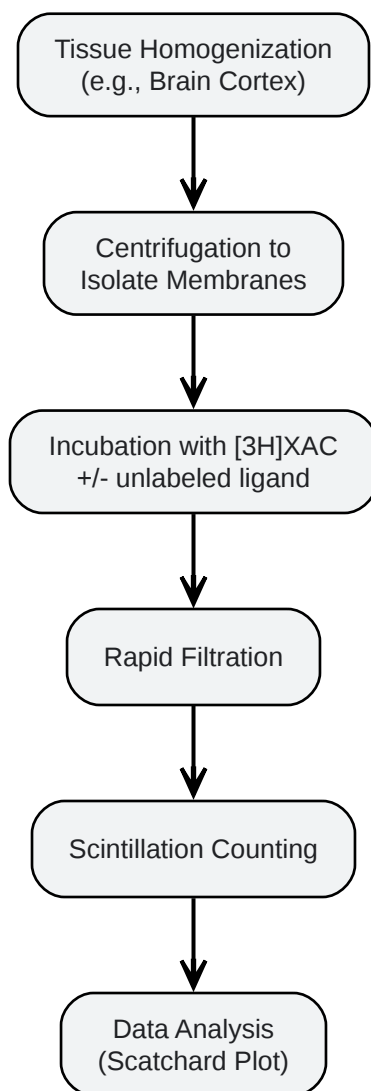 Tissue Homogenization
(e.g., Brain Cortex)
Centrifugation to
Isolate Membranes
Incubation with [3H]XAC
+/- unlabeled ligand
Rapid Filtration
Scintillation Counting
Data Analysis
(Scatchard Plot)